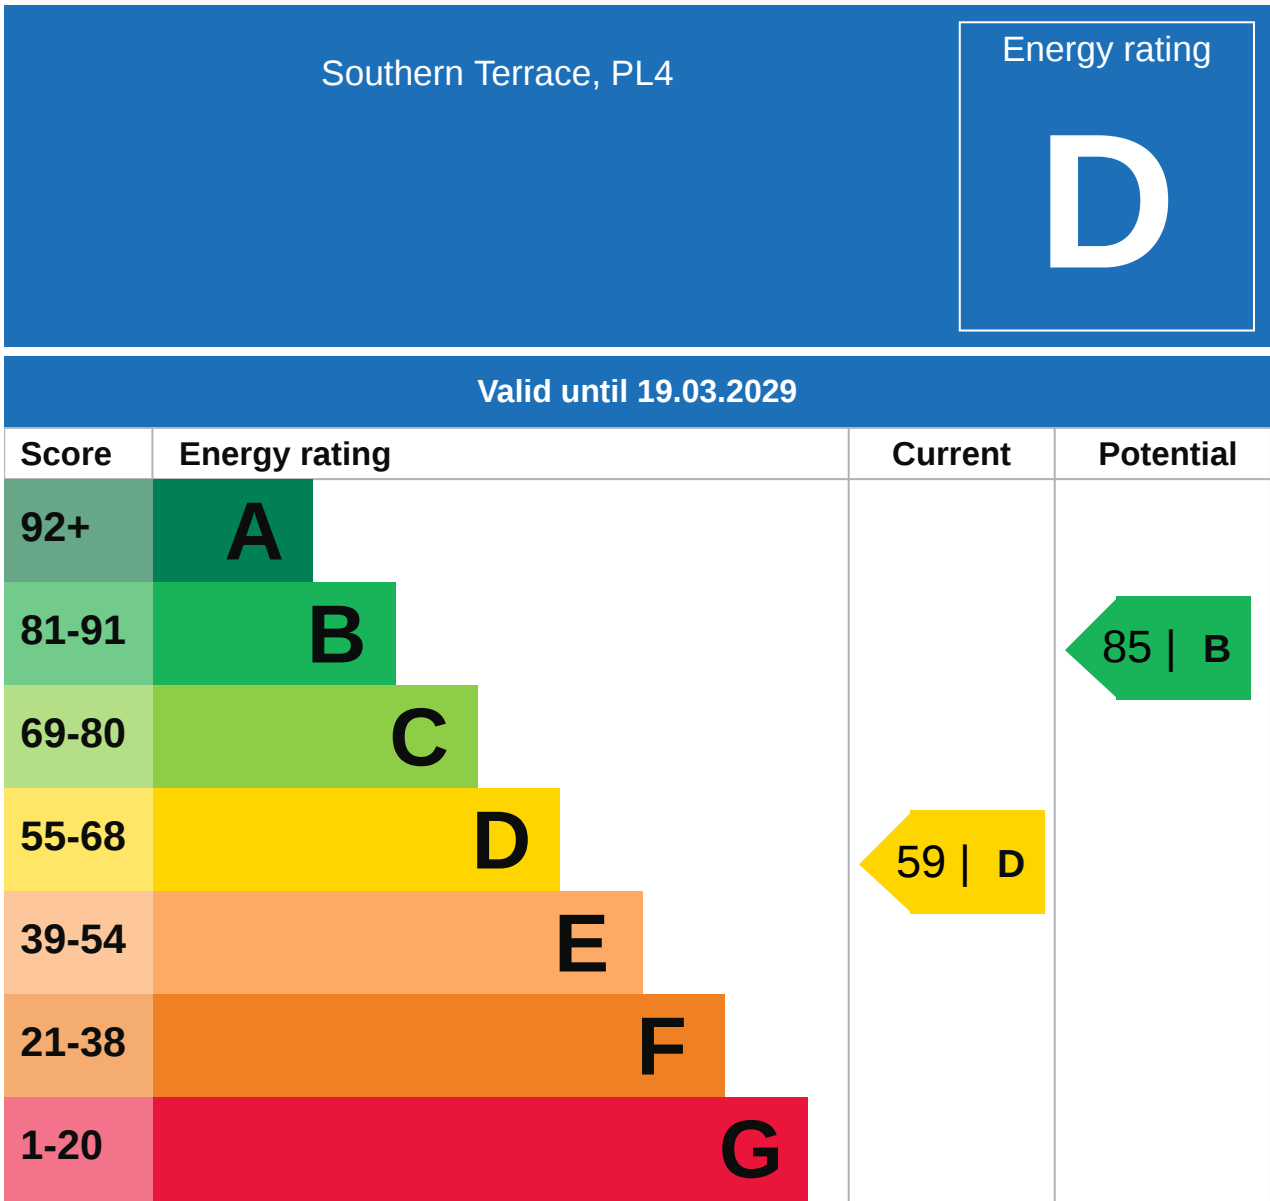 Southern Terrace, PL4
Energy rating
D
Valid until 19.03.2029
Score Energy rating Current Potential
92+ A
81-91 B 85 | B
69-80 C
55-68 D 59 | D
39-54 E
21-38 F
1-20 G